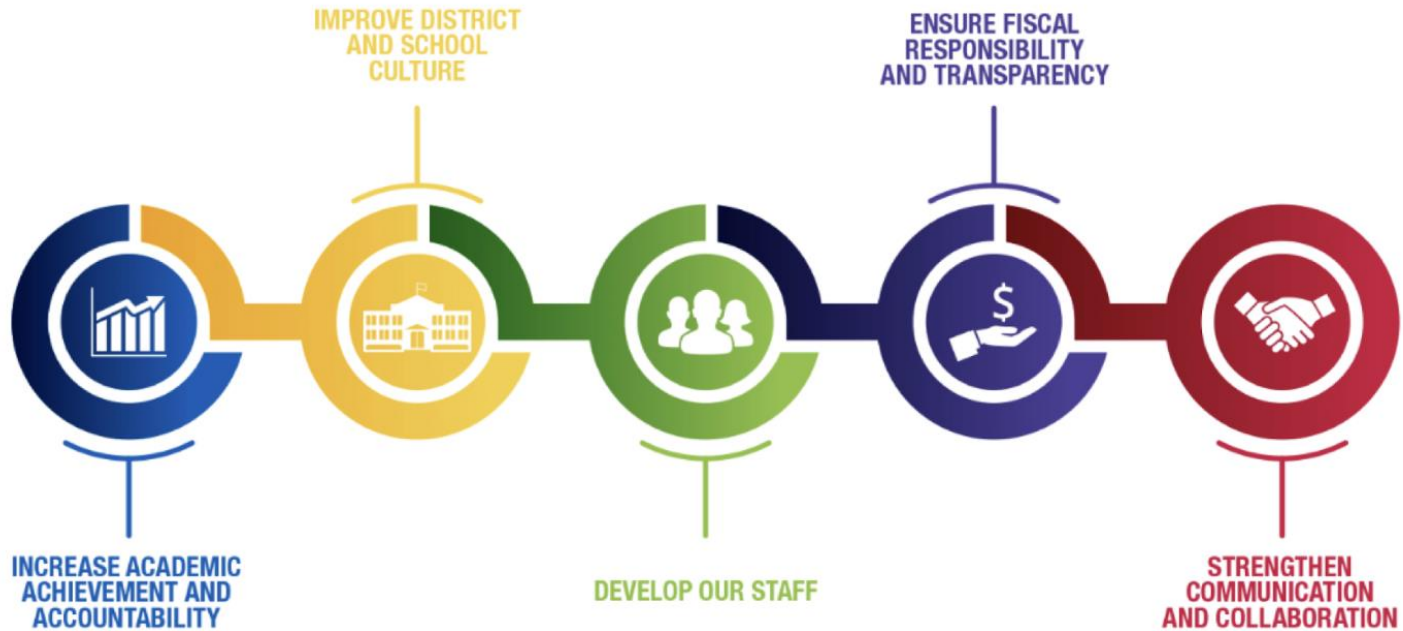 IMPROVE DISTRICT
AND SCHOOL
CULTURE
ENSURE FISCAL
RESPONSIBILITY
AND TRANSPARENCY
$
INCREASE ACADEMIC
ACHIEVEMENT AND
ACCOUNTABILITY
DEVELOP OUR STAFF
STRENGTHEN
COMMUNICATION
AND COLLABORATION